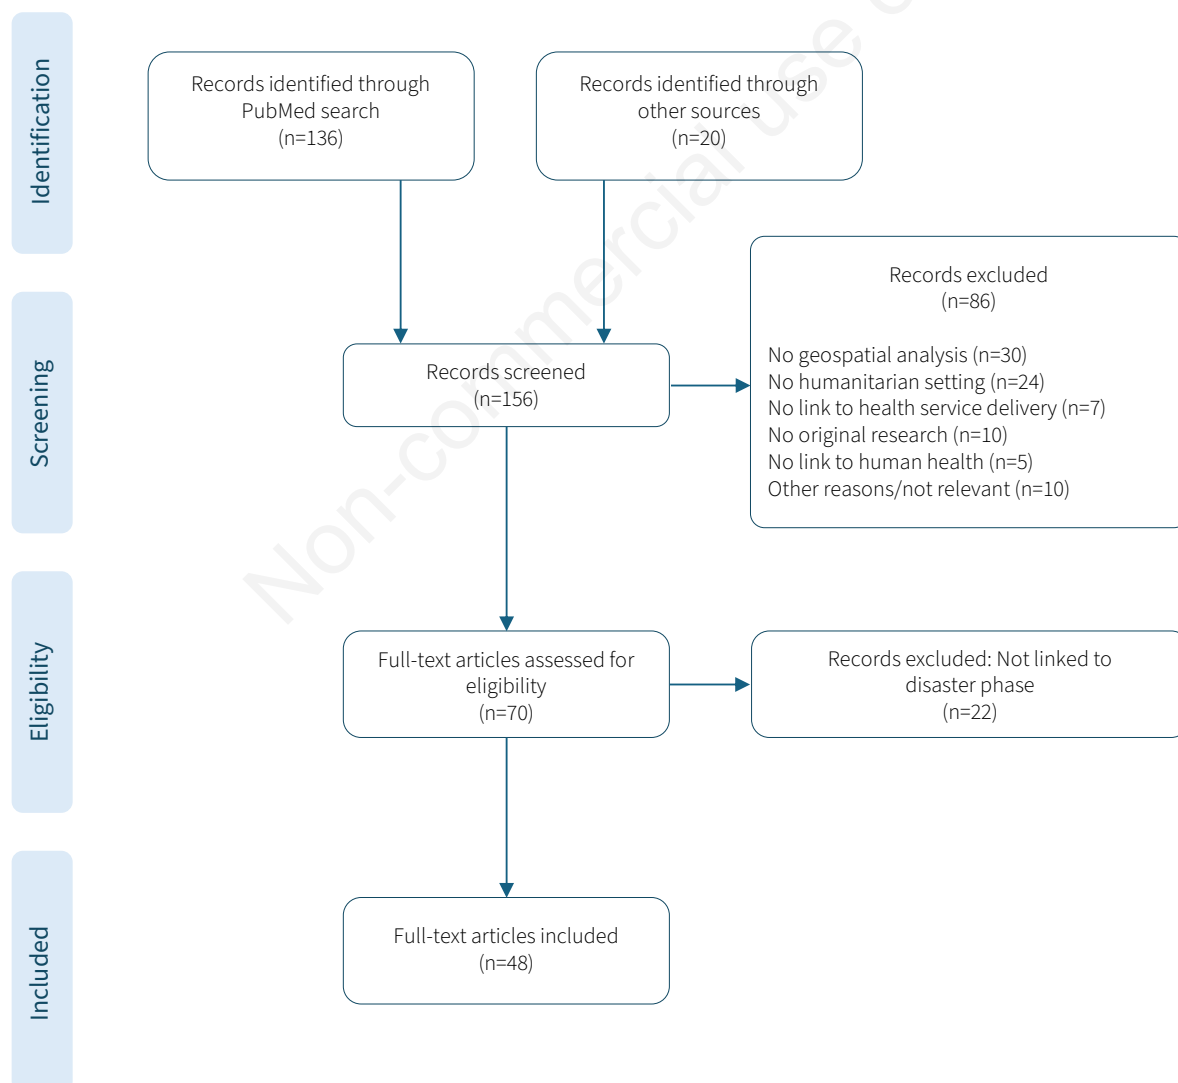 Identification
Records identified through
PubMed search
(n=136)
Records identified through
other sources
(n=20)
Screening
Records screened
(n=156)
Records excluded
(n=86)
No geospatial analysis (n=30)
No humanitarian setting (n=24)
No link to health service delivery (n=7)
No original research (n=10)
No link to human health (n=5)
Other reasons/not relevant (n=10)
Eligibility
Full-text articles assessed for
eligibility
(n=70)
Records excluded: Not linked to
disaster phase
(n=22)
Included
Full-text articles included
(n=48)
Non-commercial use